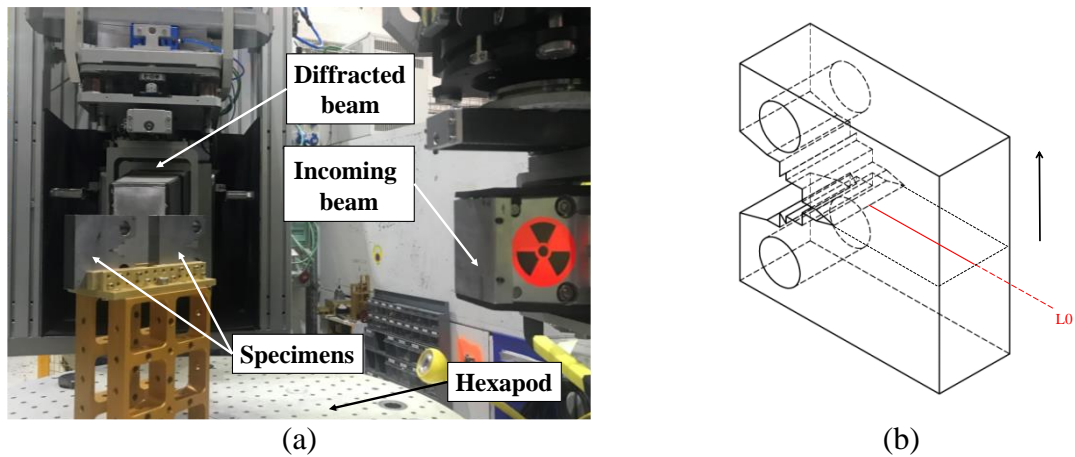 Diffracted
beam
Incoming
beam
Specimens
Hexapod
L0
(a)
(b)